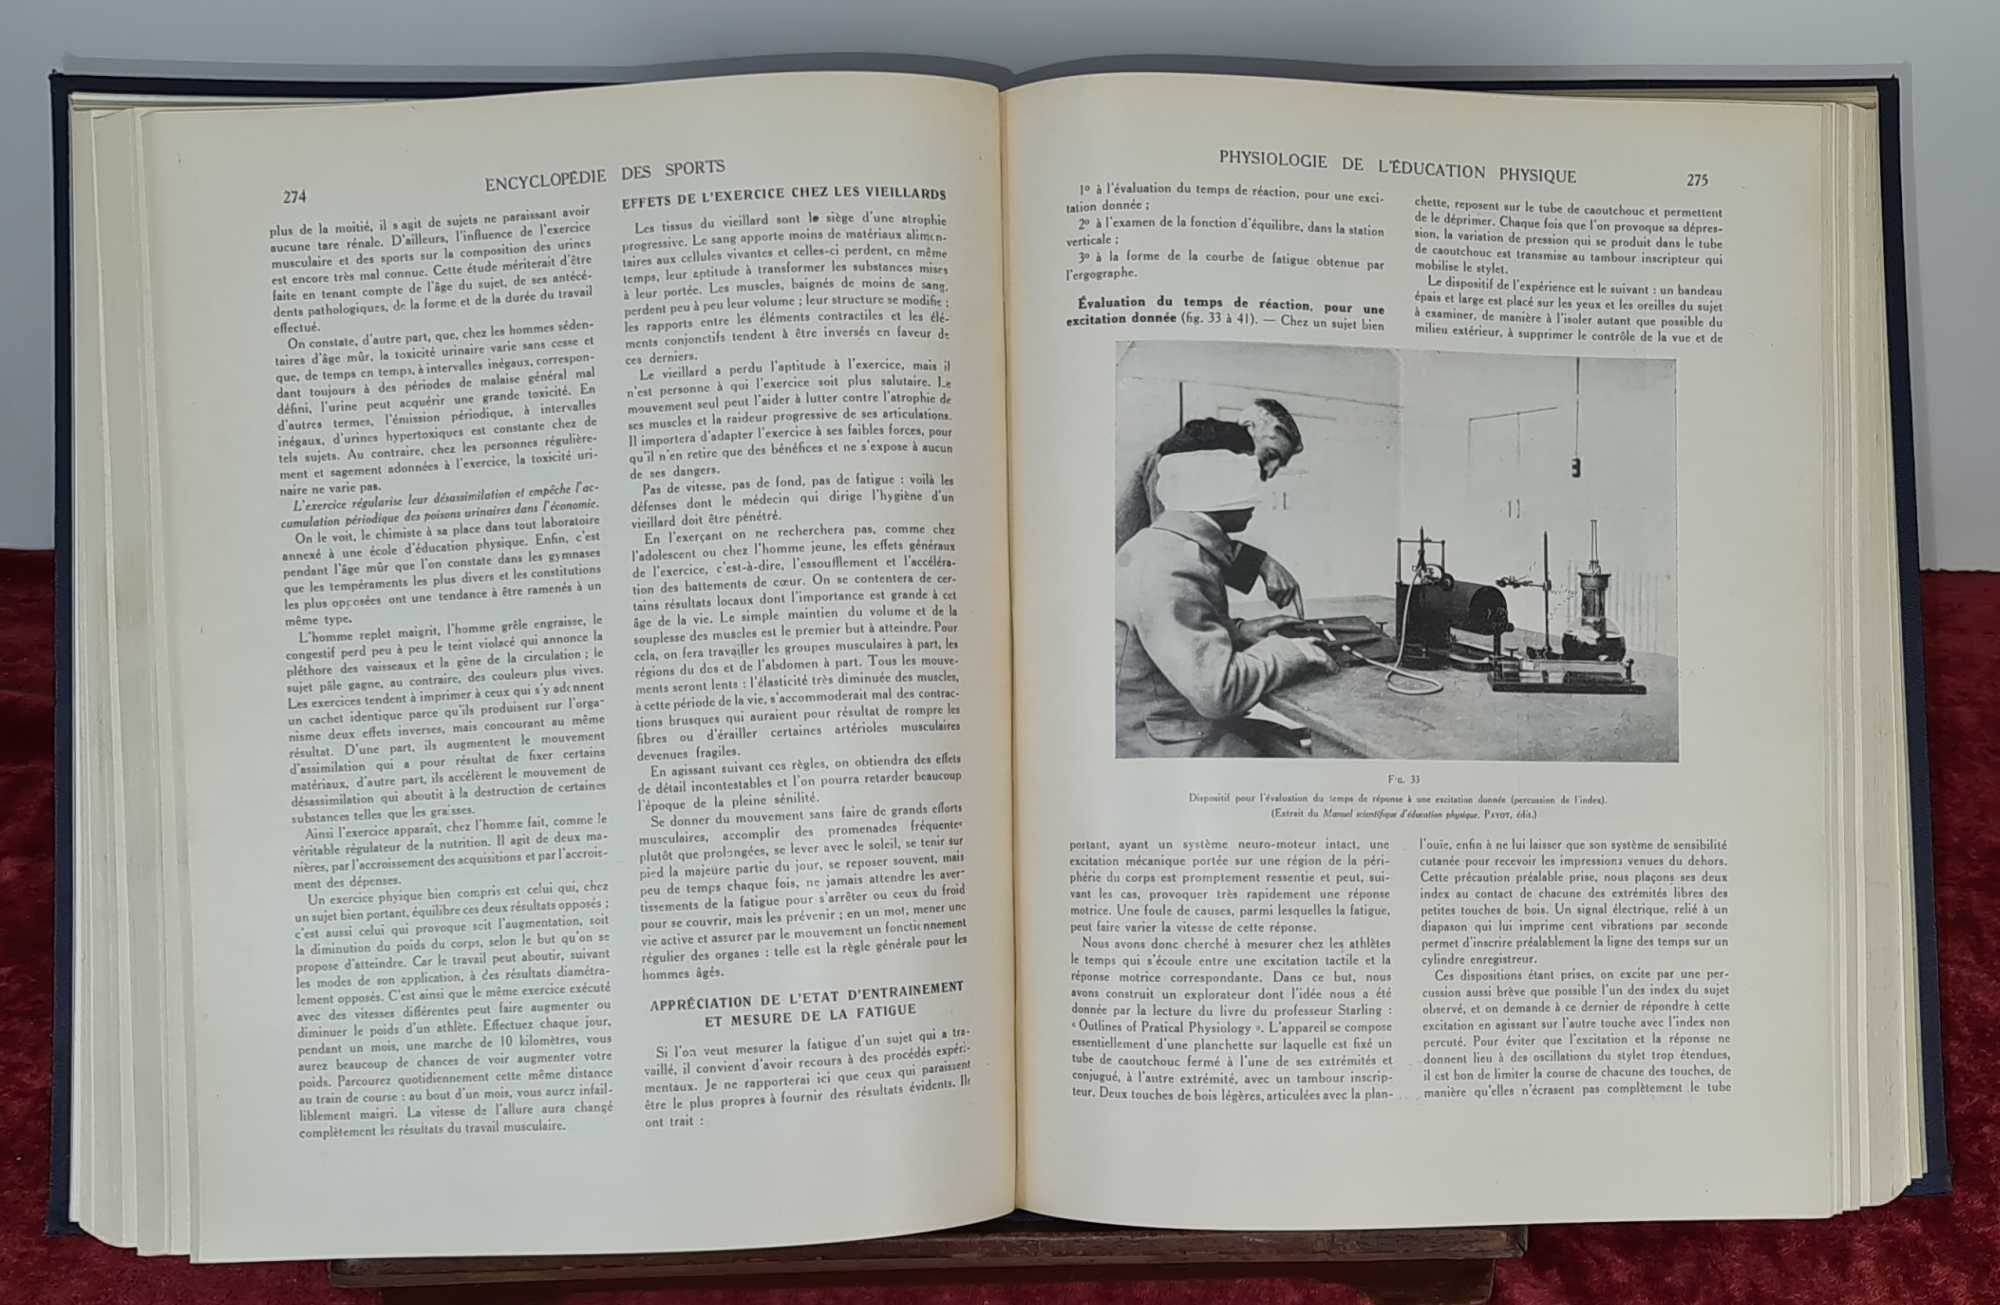 274
ENCYCLOPÉDIE DES SPORTS
plus de la moitié, il s'agit de sujets ne paraissant avoir
aucune tare rénale. D'ailleurs, l'influence de l'exercice
musculaire et des sports sur la composition des urines
est encore très mal connue. Cette étude mériterait d'être
faite en tenant compte de l'âge du sujet, de ses antécé-
dents pathologiques, de la forme et de la durée du travail
effectué.
On constate, d'autre part, que, chez les hommes séden-
taires d'âge mûr, la toxicité urinaire varie sans cesse et
que, de temps en temps, à intervalles inégaux, correspon-
dant toujours à des périodes de malaise général mal
défini, l'urine peut acquérir une grande toxicité. En
d'autres termes, l'émission périodique, à intervalles
inégaux, d'urines hypertoxiques est constante chez de
tels sujets. Au contraire, chez les personnes régulière-
ment et sagement adonnées à l'exercice, la toxicité uri-
naire ne varie pas.
L'exercice régularise leur désassimilation et empêche l'ac-
cumulation périodique des poisons urinaires dans l'économie.
On le voit, le chimiste à sa place dans tout laboratoire
annexé à une école d'éducation physique. Enfin, c'est
pendant l'âge mûr que l'on constate dans les gymnases
que les tempéraments les plus divers et les constitutions
les plus opposées ont une tendance à être ramenés à un
même type.
L'homme replet maigrit, l'homme grêle engraisse, le
congestif perd peu à peu le teint violacé qui annonce la
pléthore des vaisseaux et la gêne de la circulation ; le
sujet pâle gagne, au contraire, des couleurs plus vives.
Les exercices tendent à imprimer à ceux qui s'y adonnent
un cachet identique parce qu'ils produisent sur l'orga-
nisme deux effets inverses, mais concourant au même
résultat. D'une part, ils augmentent le mouvement
d'assimilation qui a pour résultat de fixer certains
matériaux, d'autre part, ils accélèrent le mouvement de
désassimilation qui aboutit à la destruction de certaines
substances telles que les graisses.
Ainsi l'exercice apparaît, chez l'homme fait, comme le
véritable régulateur de la nutrition. Il agit de deux ma-
nières, par l'accroissement des acquisitions et par l'accrois-
ment des dépenses.
Un exercice physique bien compris est celui qui, chez
un sujet bien portant, équilibre ces deux résultats opposés ;
c'est aussi celui qui provoque soit l'augmentation, soit
la diminution du poids du corps, selon le but qu'on se
propose d'atteindre. Car le travail peut aboutir, suivant
les modes de son application, à des résultats diamétra-
lement opposés. C'est ainsi que le même exercice exécuté
avec des vitesses différentes peut faire augmenter ou
diminuer le poids d'un athlète. Effectuez chaque jour,
pendant un mois, une marche de 10 kilomètres, vous
aurez beaucoup de chances de voir augmenter votre
poids. Parcourez quotidiennement cette même distance
au train de course : au bout d'un mois, vous aurez infail-
liblement maigri. La vitesse de l'allure aura changé
complètement les résultats du travail musculaire.
EFFETS DE L'EXERCICE CHEZ LES VIEILLARDS
Les tissus du vieillard sont le siège d'une atrophie
progressive. Le sang apporte moins de matériaux alimen-
taires aux cellules vivantes et celles-ci perdent, en même
temps, leur aptitude à transformer les substances mises
à leur portée. Les muscles, baignés de moins de sang,
perdent peu à peu leur volume ; leur structure se modifie ;
les rapports entre les éléments contractiles et les élé-
ments conjonctifs tendent à être inversés en faveur de
ces derniers.
Le vieillard a perdu l'aptitude à l'exercice, mais il
n'est personne à qui l'exercice soit plus salutaire. Le
mouvement seul peut l'aider à lutter contre l'atrophie de
ses muscles et la raideur progressive de ses articulations.
Il importera d'adapter l'exercice à ses faibles forces, pour
qu'il n'en retire que des bénéfices et ne s'expose à aucun
de ses dangers.
Pas de vitesse, pas de fond, pas de fatigue : voilà les
défenses dont le médecin qui dirige l'hygiène d'un
vieillard doit être pénétré.
En l'exerçant on ne recherchera pas, comme chez
l'adolescent ou chez l'homme jeune, les effets généraux
de l'exercice, c'est-à-dire, l'essoufflement et l'accéléra-
tion des battements de cœur. On se contentera de cer-
tains résultats locaux dont l'importance est grande à cet
âge de la vie. Le simple maintien du volume et de la
souplesse des muscles est le premier but à atteindre. Pour
cela, on fera travailler les groupes musculaires à part, les
régions du dos et de l'abdomen à part. Tous les mouve-
ments seront lents : l'élasticité très diminuée des muscles,
à cette période de la vie, s'accommoderait mal des contrac-
tions brusques qui auraient pour résultat de rompre les
fibres ou d'érailler certaines artérioles musculaires
devenues fragiles.
En agissant suivant ces règles, on obtiendra des effets
de détail incontestables et l'on pourra retarder beaucoup
l'époque de la pleine sénilité.
Se donner du mouvement sans faire de grands efforts
musculaires, accomplir des promenades fréquentes
plutôt que prolongées, se lever avec le soleil, se tenir sur
pied la majeure partie du jour, se reposer souvent, mais
peu de temps chaque fois, ne jamais attendre les aver-
tissements de la fatigue pour s'arrêter ou ceux du froid
pour se couvrir, mais les prévenir ; en un mot, mener une
vie active et assurer par le mouvement un fonctionnement
régulier des organes : telle est la règle générale pour les
hommes âgés.
APPRÉCIATION DE L'ETAT D'ENTRAINEMENT
ET MESURE DE LA FATIGUE
Si l'on veut mesurer la fatigue d'un sujet qui a tra-
vaillé, il convient d'avoir recours à des procédés expéri-
mentaux. Je ne rapporterai ici que ceux qui paraissent
être le plus propres à fournir des résultats évidents. Ils
ont trait :
PHYSIOLOGIE DE L'ÉDUCATION PHYSIQUE
275
1º à l'évaluation du temps de réaction, pour une exci-
tation donnée ;
2º à l'examen de la fonction d'équilibre, dans la station
verticale ;
3º à la forme de la courbe de fatigue obtenue par
l'ergographe.
Évaluation du temps de réaction, pour une
excitation donnée (fig. 33 à 41). — Chez un sujet bien
chette, reposent sur le tube de caoutchouc et permettent
de le déprimer. Chaque fois que l'on provoque sa dépres-
sion, la variation de pression qui se produit dans le tube
de caoutchouc est transmise au tambour inscripteur qui
mobilise le stylet.
Le dispositif de l'expérience est le suivant : un bandeau
épais et large est placé sur les yeux et les oreilles du sujet
à examiner, de manière à l'isoler autant que possible du
milieu extérieur, à supprimer le contrôle de la vue et de
FIG. 33
Dispositif pour l'évaluation du temps de réponse à une excitation donnée (percussion de l'index).
(Extrait du Manuel scientifique d'éducation physique, PAYOT, édit.)
portant, ayant un système neuro-moteur intact, une
excitation mécanique portée sur une région de la péri-
phérie du corps est promptement ressentie et peut, sui-
vant les cas, provoquer très rapidement une réponse
motrice. Une foule de causes, parmi lesquelles la fatigue,
peut faire varier la vitesse de cette réponse.
Nous avons donc cherché à mesurer chez les athlètes
le temps qui s'écoule entre une excitation tactile et la
réponse motrice correspondante. Dans ce but, nous
avons construit un explorateur dont l'idée nous a été
donnée par la lecture du livre du professeur Starling :
« Outlines of Pratical Physiology ». L'appareil se compose
essentiellement d'une planchette sur laquelle est fixé un
tube de caoutchouc fermé à l'une de ses extrémités et
conjugué, à l'autre extrémité, avec un tambour inscrip-
teur. Deux touches de bois légères, articulées avec la plan-
l'ouïe, enfin à ne lui laisser que son système de sensibilité
cutanée pour recevoir les impressions venues du dehors.
Cette précaution préalable prise, nous plaçons ses deux
index au contact de chacune des extrémités libres des
petites touches de bois. Un signal électrique, relié à un
diapason qui lui imprime cent vibrations par seconde
permet d'inscrire préalablement la ligne des temps sur un
cylindre enregistreur.
Ces dispositions étant prises, on excite par une per-
cussion aussi brève que possible l'un des index du sujet
observé, et on demande à ce dernier de répondre à cette
excitation en agissant sur l'autre touche avec l'index non
percuté. Pour éviter que l'excitation et la réponse ne
donnent lieu à des oscillations du stylet trop étendues,
il est bon de limiter la course de chacune des touches, de
manière qu'elles n'écrasent pas complètement le tube